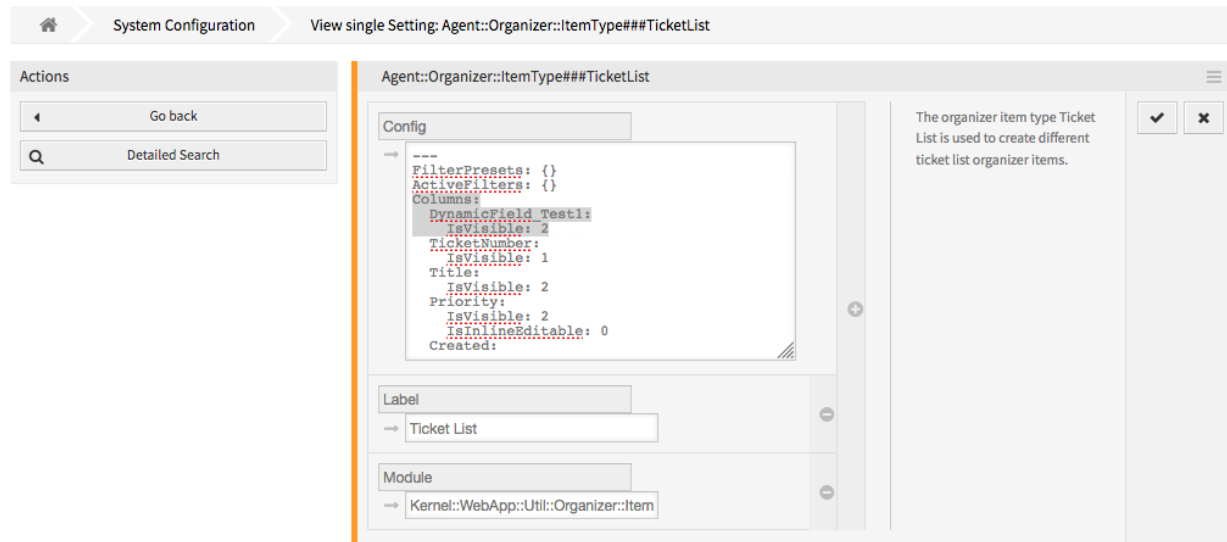 System Configuration
View single Setting: Agent::Organizer::ItemType###TicketList
Actions
Go back
Detailed Search
Agent::Organizer::ItemType###TicketList
Config
---
FilterPresets: {}
ActiveFilters: {}
Columns:
DynamicField_Test1:
IsVisible: 2
TicketNumber:
IsVisible: 1
Title:
IsVisible: 2
Priority:
IsVisible: 2
IsInlineEditable: 0
Created:
Label
Ticket List
Module
Kernel::WebApp::Util::Organizer::Item
The organizer item type Ticket
List is used to create different
ticket list organizer items.